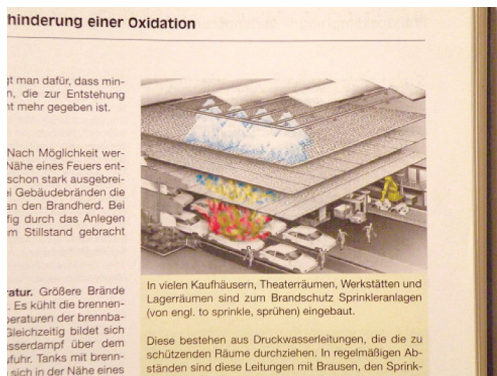 hinderung einer Oxidation
gt man dafür, dass min-
n, die zur Entstehung
nt mehr gegeben ist.
Nach Möglichkeit wer-
Nähe eines Feuers ent-
schon stark ausgebrei-
ei Gebäudebränden die
an den Brandherd. Bei
fig durch das Anlegen
m Stillstand gebracht
ratur. Größere Brände
. Es kühlt die brennen-
peraturen der brennba-
Gleichzeitig bildet sich
sserdampf über dem
ufuhr. Tanks mit brenn-
sich in der Nähe eines
In vielen Kaufhäusern, Theaterräumen, Werkstätten und
Lagerräumen sind zum Brandschutz Sprinkleranlagen
(von engl. to sprinkle, sprühen) eingebaut.
Diese bestehen aus Druckwasserleitungen, die die zu
schützenden Räume durchziehen. In regelmäßigen Ab-
ständen sind diese Leitungen mit Brausen, den Sprink-